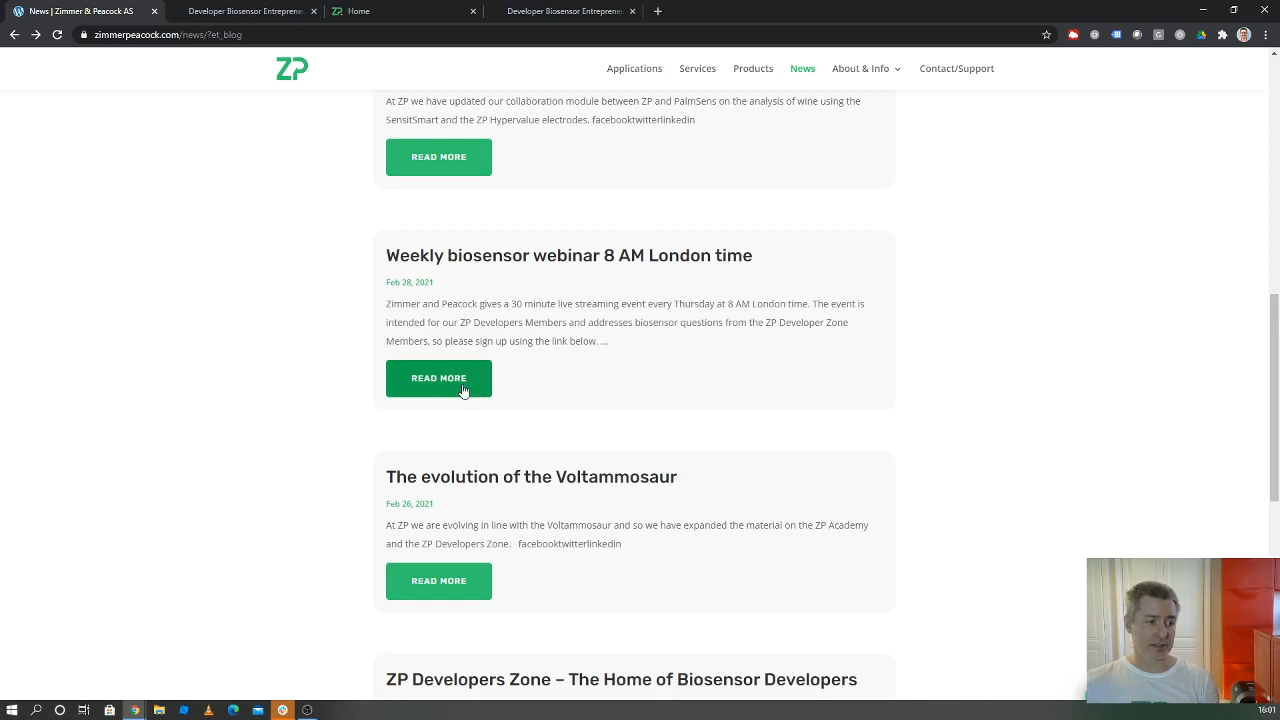 News | Zimmer & Peacock AS
Developer Biosensor Entreprene
Home
Developer Biosensor Entreprene
zimmerpeacock.com/news/?et_blog
ZP
Applications
Services
Products
News
About & Info
Contact/Support
At ZP we have updated our collaboration module between ZP and PalmSens on the analysis of wine using the
SensitSmart and the ZP Hypervalue electrodes. facebooktwitterlinkedin
READ MORE
Weekly biosensor webinar 8 AM London time
Feb 28, 2021
Zimmer and Peacock gives a 30 minute live streaming event every Thursday at 8 AM London time. The event is
intended for our ZP Developers Members and addresses biosensor questions from the ZP Developer Zone
Members, so please sign up using the link below. ...
READ MORE
The evolution of the Voltammosaur
Feb 26, 2021
At ZP we are evolving in line with the Voltammosaur and so we have expanded the material on the ZP Academy
and the ZP Developers Zone. facebooktwitterlinkedin
READ MORE
ZP Developers Zone – The Home of Biosensor Developers
16:01